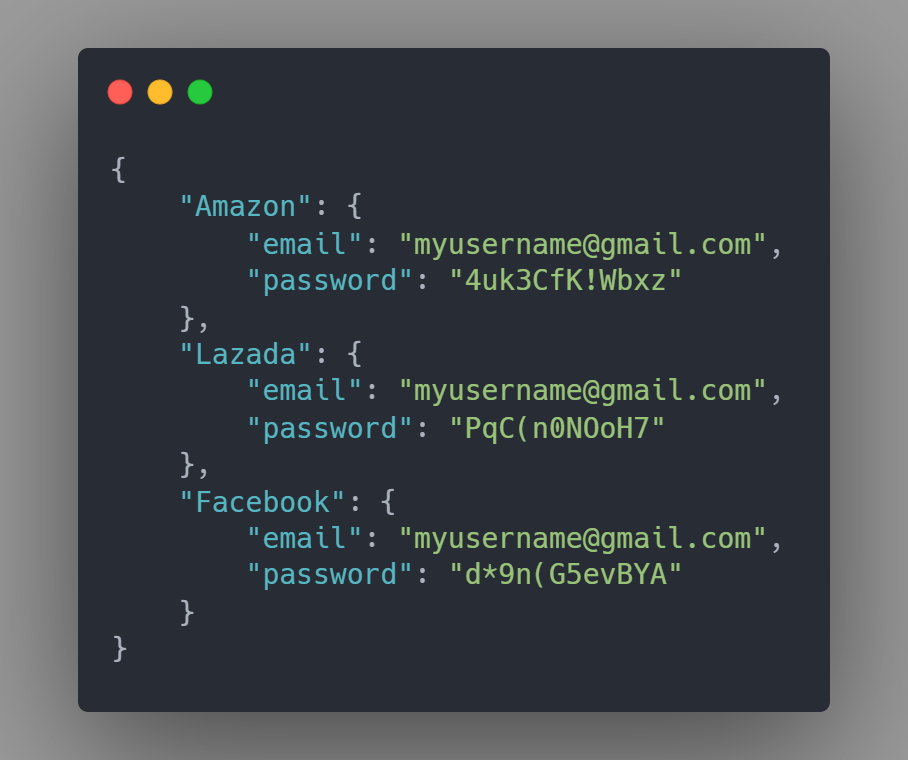 {
    "Amazon": {
        "email": "myusername@gmail.com",
        "password": "4uk3CfK!Wbxz"
    },
    "Lazada": {
        "email": "myusername@gmail.com",
        "password": "PqC(n0NOoH7"
    },
    "Facebook": {
        "email": "myusername@gmail.com",
        "password": "d*9n(G5evBYA"
    }
}